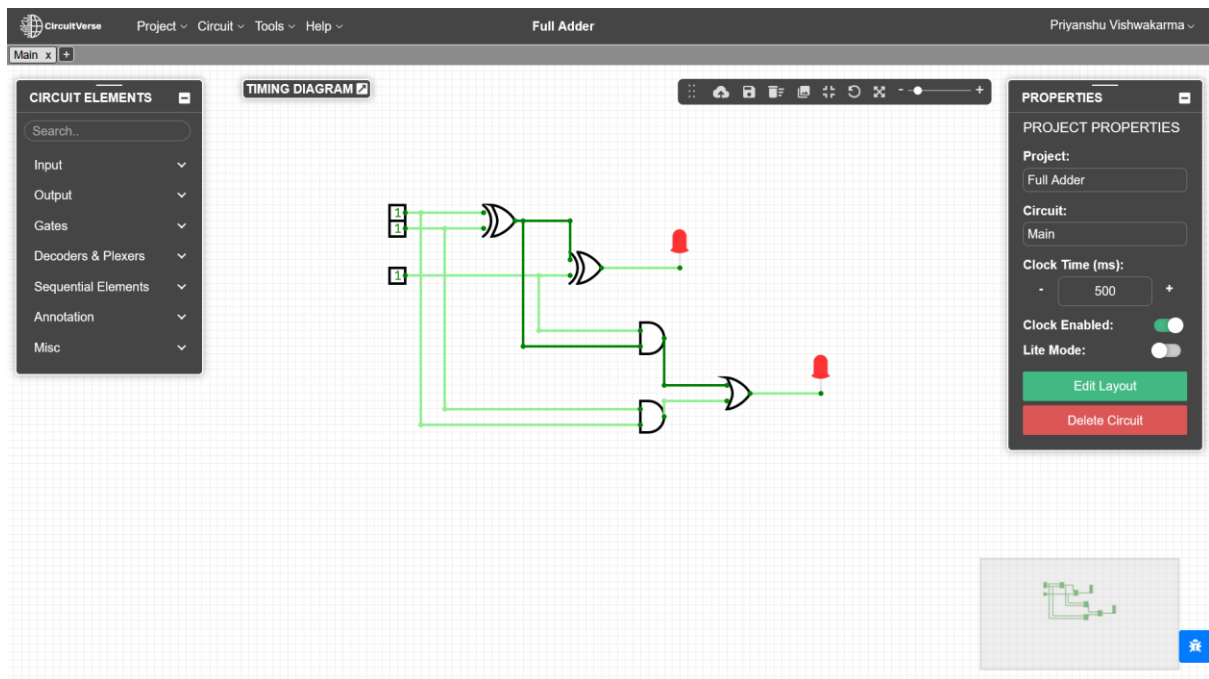 CircuitVerse Project Circuit Tools Help Full Adder Priyanshu Vishwakarma
Main x +
CIRCUIT ELEMENTS
Search..
Input
Output
Gates
Decoders & Plexers
Sequential Elements
Annotation
Misc
TIMING DIAGRAM
- +
1
1
1
PROPERTIES
PROJECT PROPERTIES
Project:
Full Adder
Circuit:
Main
Clock Time (ms):
- 500 +
Clock Enabled:
Lite Mode:
Edit Layout
Delete Circuit